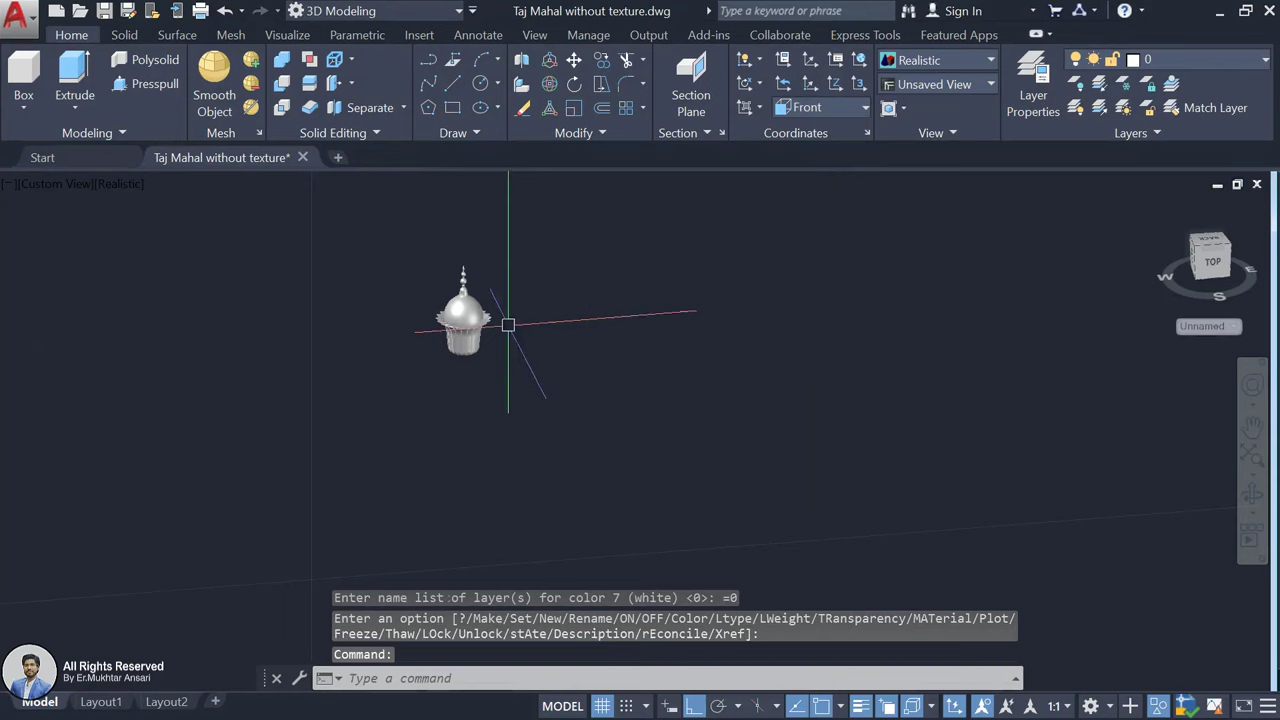 3D Modeling
Taj Mahal without texture.dwg
Type a keyword or phrase
Sign In
Home
Solid
Surface
Mesh
Visualize
Parametric
Insert
Annotate
View
Manage
Output
Add-ins
Collaborate
Express Tools
Featured Apps
Box
Extrude
Polysolid
Presspull
Smooth
Object
Separate
Section
Plane
Front
Realistic
Unsaved View
Layer
Properties
0
Match Layer
Modeling
Mesh
Solid Editing
Draw
Modify
Section
Coordinates
View
Layers
Start
Taj Mahal without texture*
[−][Custom View][Realistic]
BACK
TOP
W
E
S
Unnamed
Enter name list of layer(s) for color 7 (white) <0>: =0
Enter an option [?/Make/Set/New/Rename/ON/OFF/Color/Ltype/LWeight/TRansparency/MATerial/Plot/
Freeze/Thaw/LOck/Unlock/stAte/Description/rEconcile/Xref]:
Command:
Type a command
All Rights Reserved
By Er.Mukhtar Ansari
Model
Layout1
Layout2
MODEL
1:1